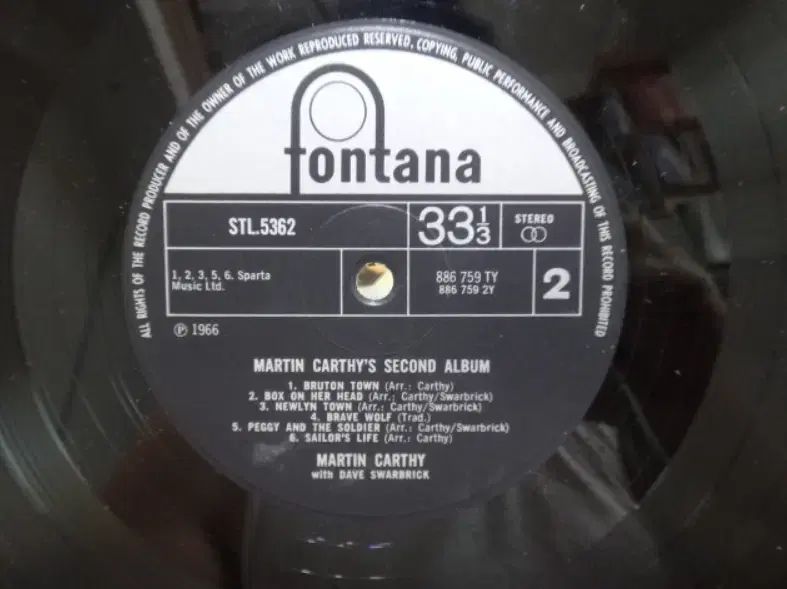 ALL RIGHTS OF THE RECORD PRODUCER AND OF THE OWNER OF THE WORK REPRODUCED RESERVED, COPYING, PUBLIC PERFORMANCE AND BROADCASTING OF THIS RECORD PROHIBITED
fontana
STL.5362
33⅓
STEREO
1, 2, 3, 5, 6. Sparta
Music Ltd.
886 759 TY
886 759 2Y
2
℗ 1966
MARTIN CARTHY'S SECOND ALBUM
1. BRUTON TOWN (Arr.: Carthy)
2. BOX ON HER HEAD (Arr.: Carthy/Swarbrick)
3. NEWLYN TOWN (Arr.: Carthy/Swarbrick)
4. BRAVE WOLF (Trad.)
5. PEGGY AND THE SOLDIER (Arr.: Carthy/Swarbrick)
6. SAILOR'S LIFE (Arr.: Carthy)
MARTIN CARTHY
with DAVE SWARBRICK